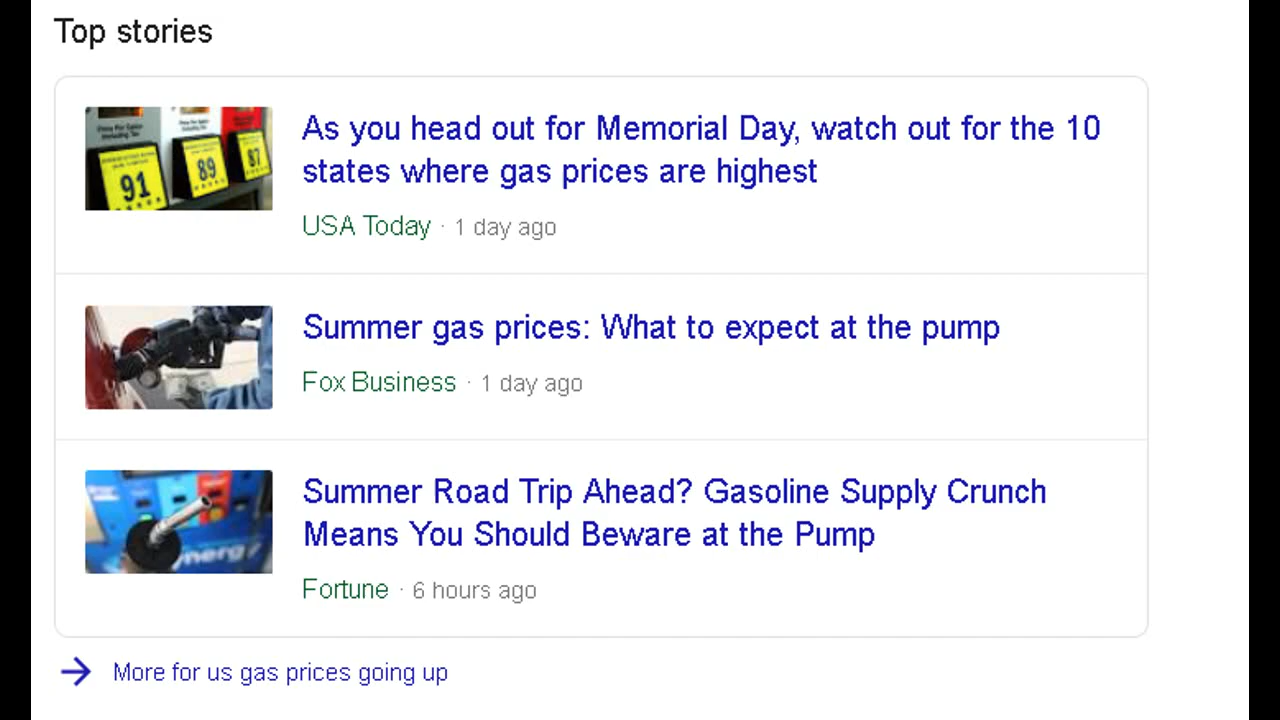 Top stories
As you head out for Memorial Day, watch out for the 10
states where gas prices are highest
USA Today · 1 day ago
91
89
87
Summer gas prices: What to expect at the pump
Fox Business · 1 day ago
Summer Road Trip Ahead? Gasoline Supply Crunch
Means You Should Beware at the Pump
Fortune · 6 hours ago
More for us gas prices going up